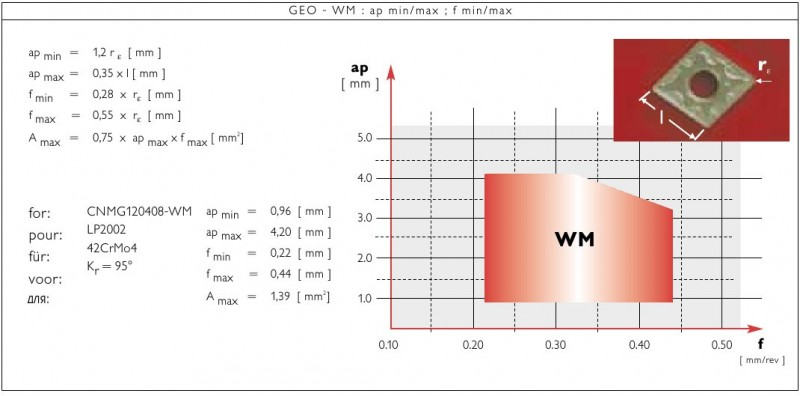 GEO - WM : ap min/max ; f min/max
ap min = 1,2 rε [ mm ]
ap max = 0,35 x l [ mm ]
f min = 0,28 x rε [ mm ]
f max = 0,55 x rε [ mm ]
A max = 0,75 x ap max x f max [ mm²]
for: CNMG120408-WM
pour: LP2002
für: 42CrMo4
voor: Kr = 95°
для:
ap min = 0,96 [ mm ]
ap max = 4,20 [ mm ]
f min = 0,22 [ mm ]
f max = 0,44 [ mm ]
A max = 1,39 [ mm²]
ap
[ mm ]
5.0
4.0
3.0
2.0
1.0
WM
0.10 0.20 0.30 0.40 0.50 f
[ mm/rev ]
rε
l